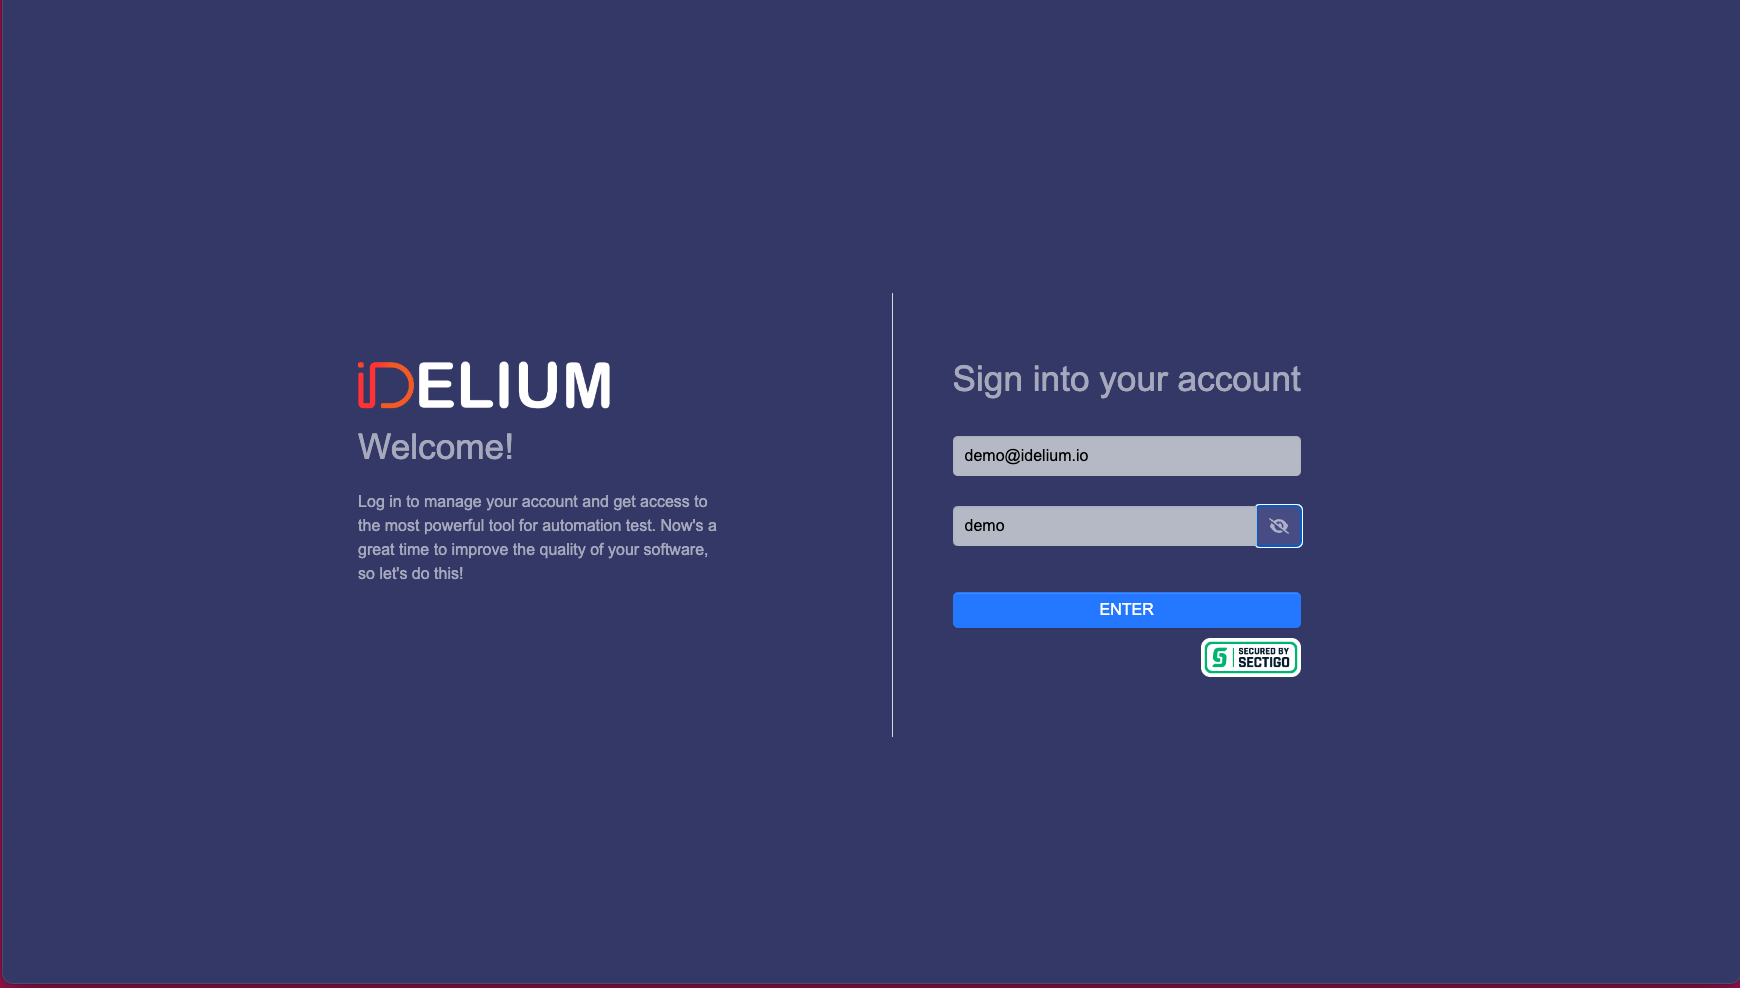 iDELIUM
Welcome!
Log in to manage your account and get access to
the most powerful tool for automation test. Now's a
great time to improve the quality of your software,
so let's do this!
Sign into your account
demo@idelium.io
demo
ENTER
SECURED BY
SECTIGO